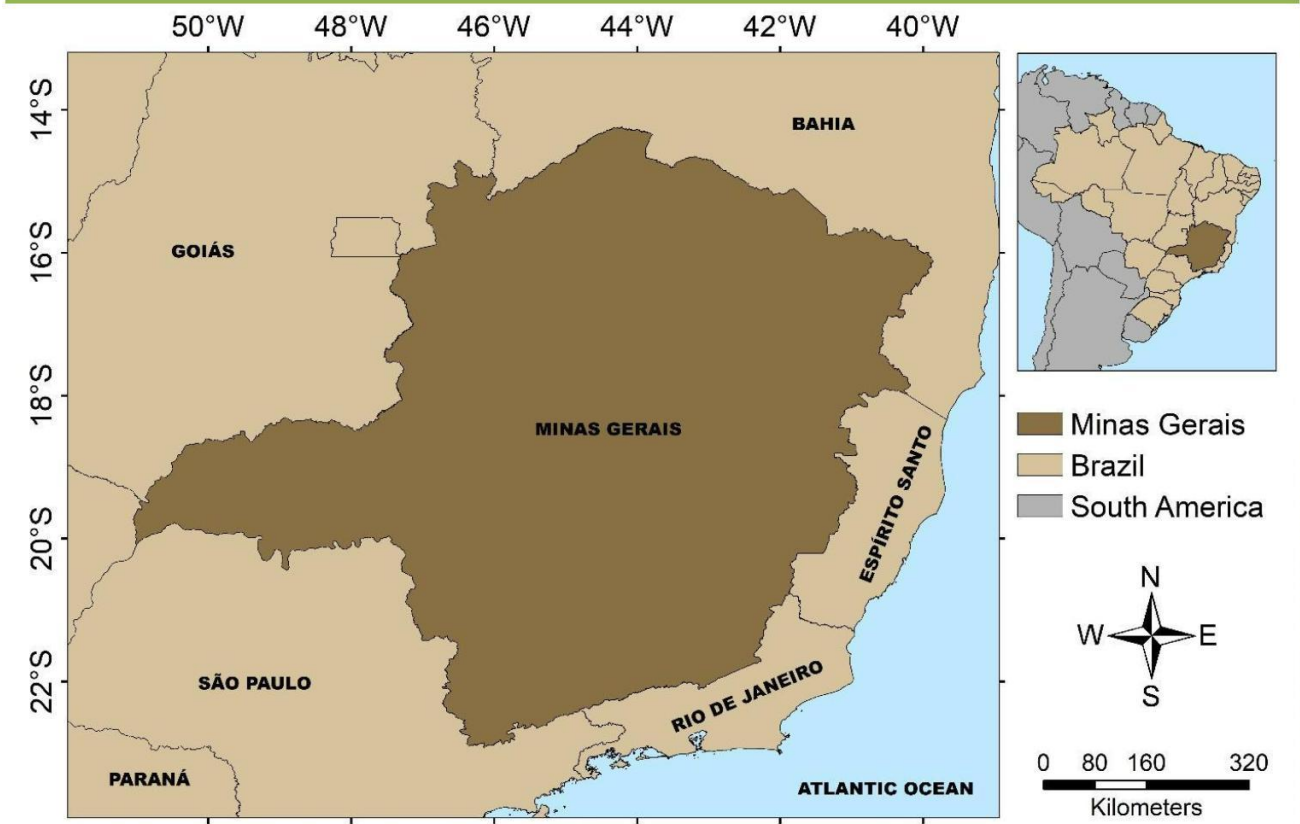 50°W 48°W 46°W 44°W 42°W 40°W
14°S
16°S
18°S
20°S
22°S
BAHIA
GOIÁS
MINAS GERAIS
ESPÍRITO SANTO
SÃO PAULO
RIO DE JANEIRO
PARANÁ
ATLANTIC OCEAN
Minas Gerais
Brazil
South America
N
W E
S
0 80 160 320
Kilometers